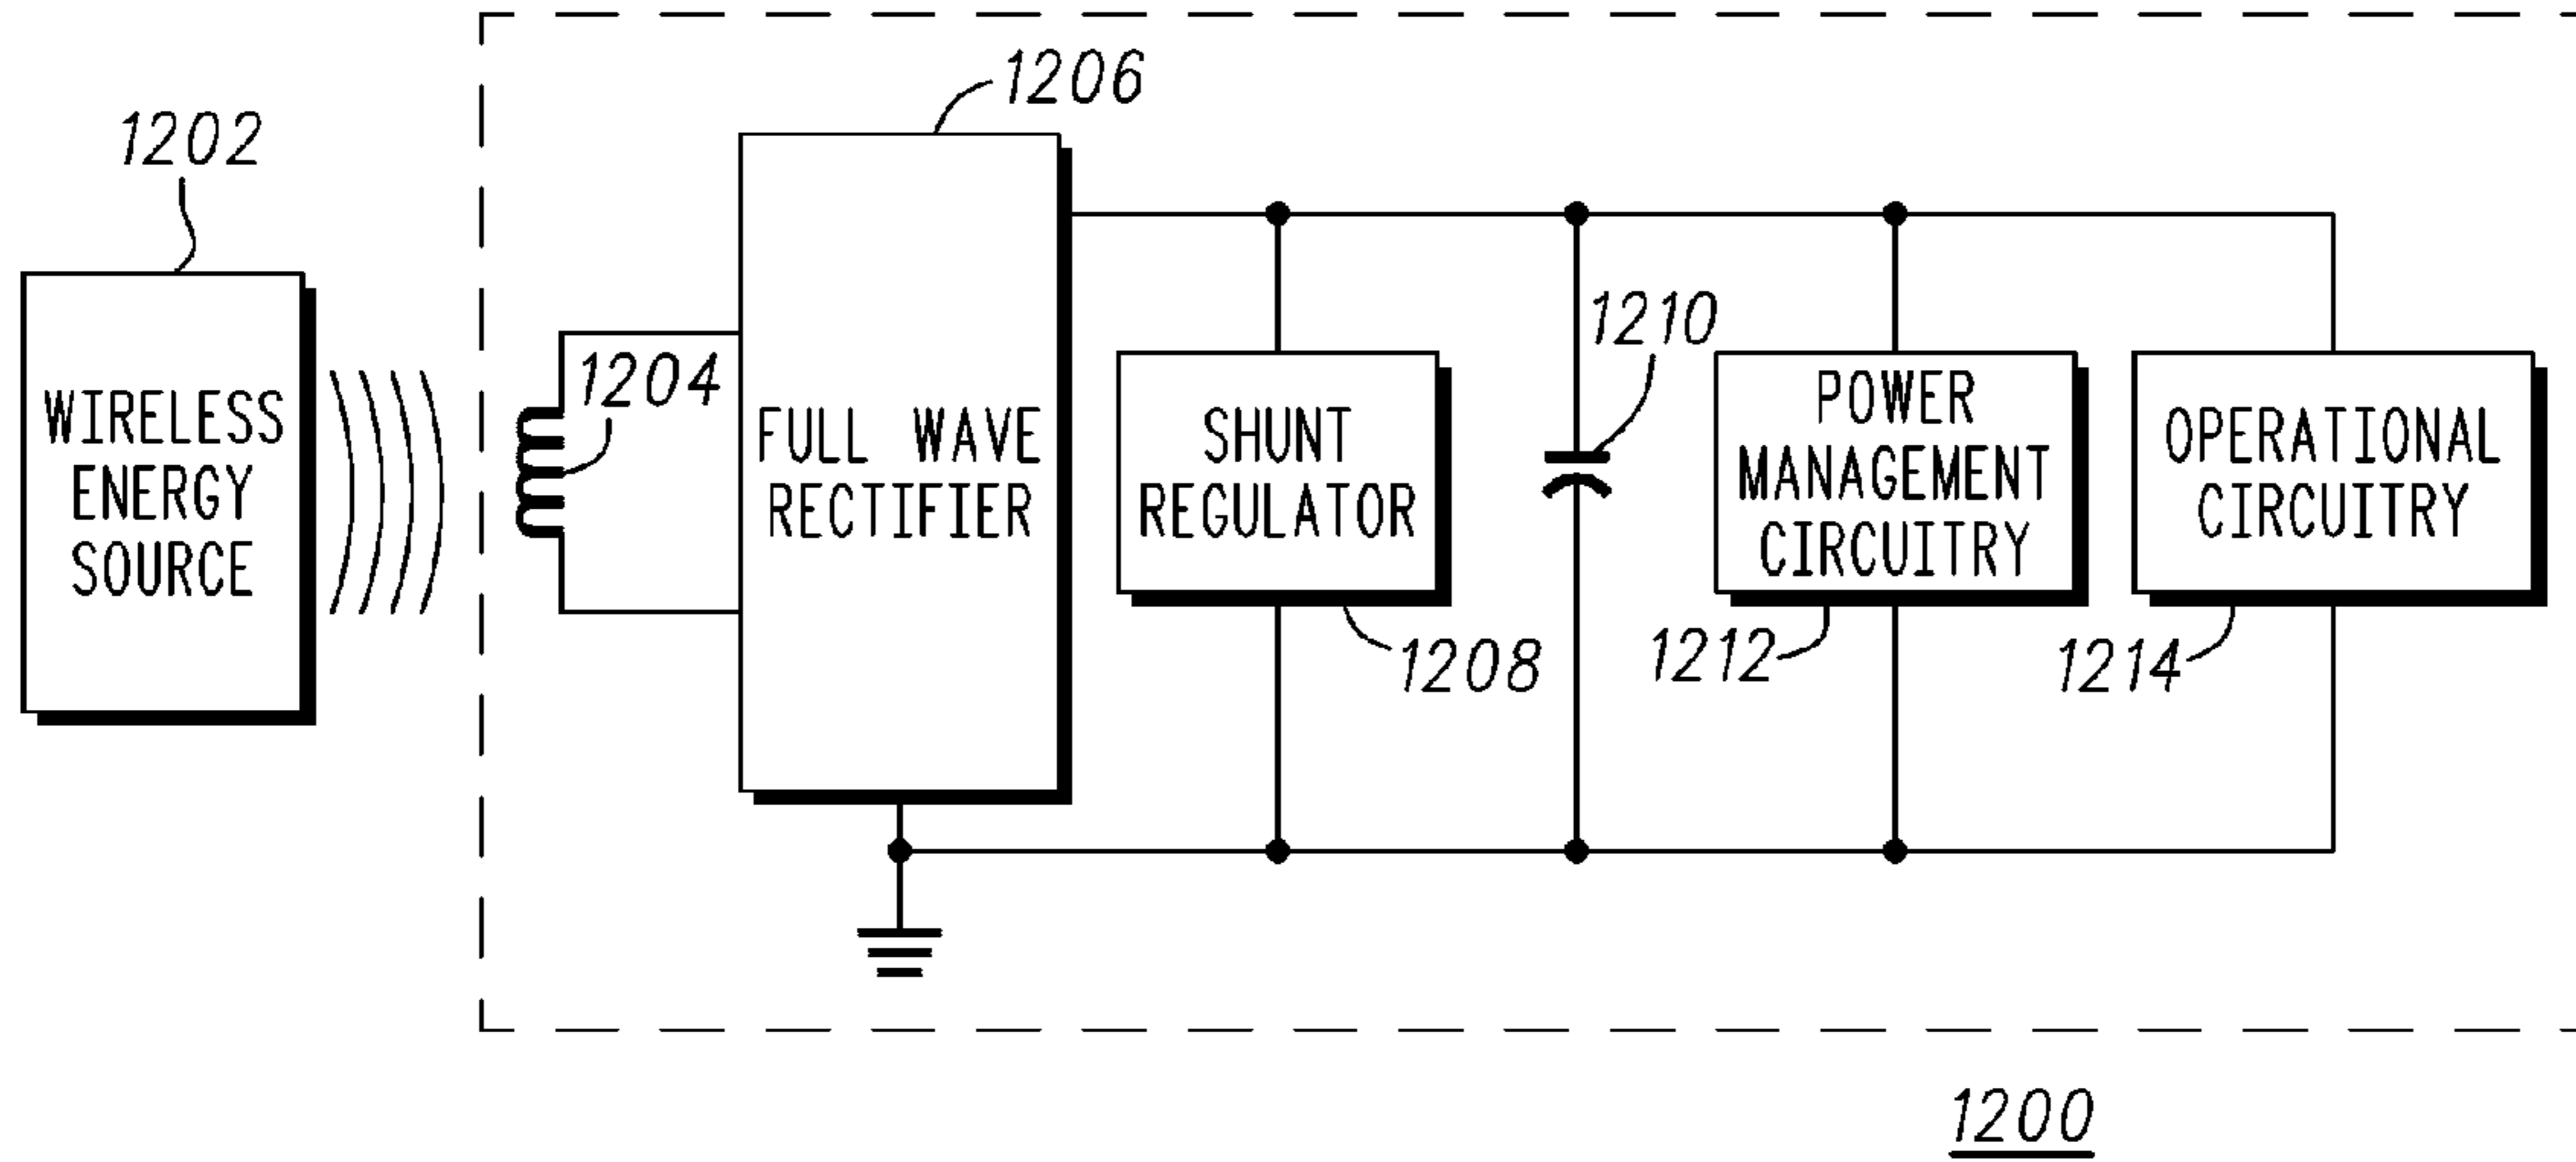 1206
1202
1210
1204
WIRELESS
ENERGY
SOURCE
FULL WAVE
RECTIFIER
SHUNT
REGULATOR
POWER
MANAGEMENT
CIRCUITRY
OPERATIONAL
CIRCUITRY
1208
1212
1214
1200